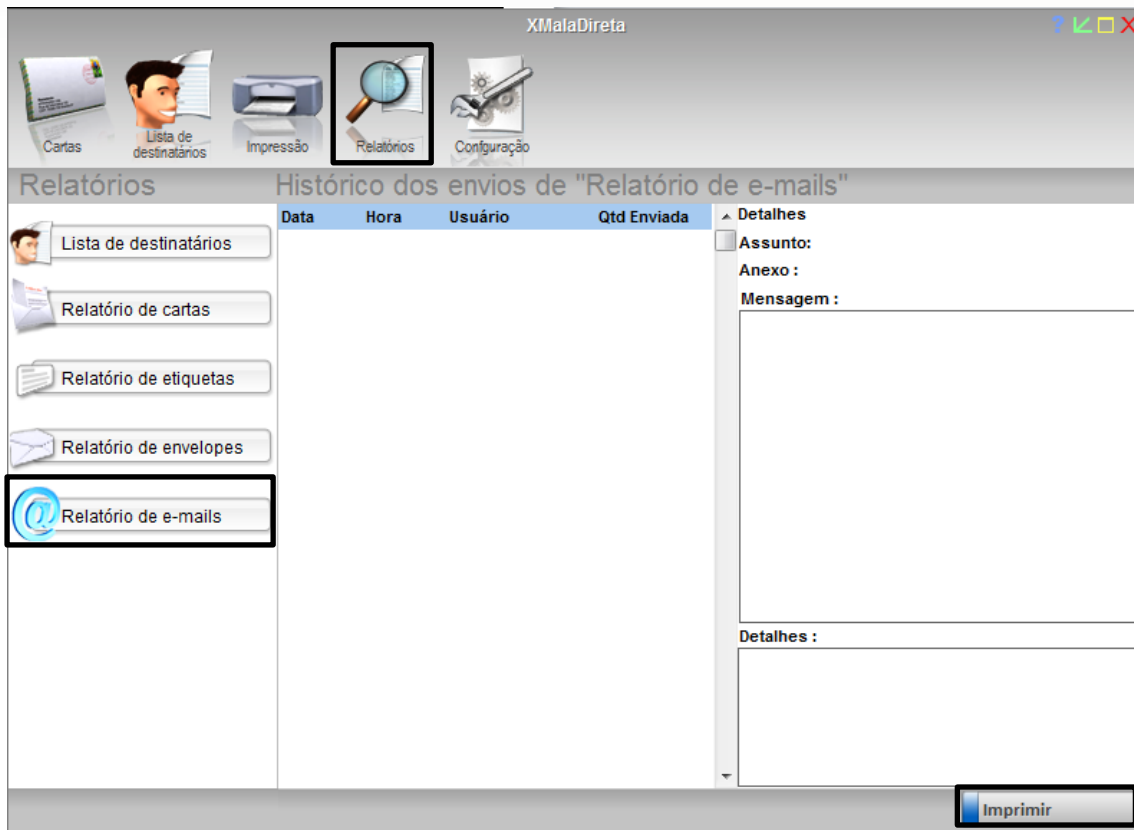 XMalaDireta
?
Cartas
Lista de
destinatários
Impressão
Relatórios
Confguração
Relatórios
Histórico dos envios de "Relatório de e-mails"
Data Hora Usuário Qtd Enviada
Detalhes
Lista de destinatários
Assunto:
Anexo :
Relatório de cartas
Mensagem :
Relatório de etiquetas
Relatório de envelopes
@ Relatório de e-mails
Detalhes :
Imprimir